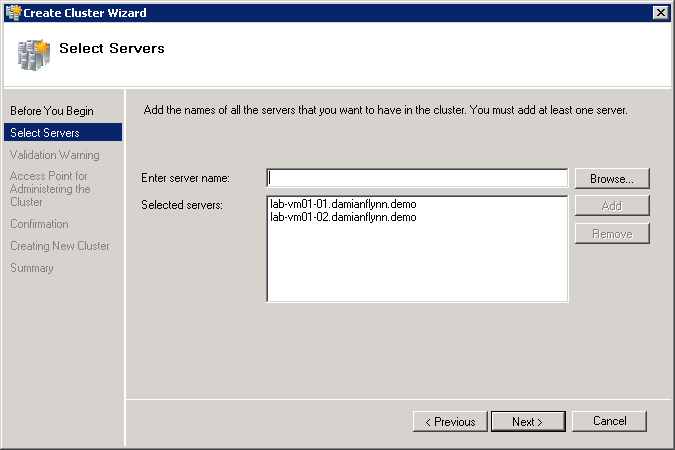 Create Cluster Wizard
Select Servers
Before You Begin
Select Servers
Validation Warning
Access Point for
Administering the
Cluster
Confirmation
Creating New Cluster
Summary
Add the names of all the servers that you want to have in the cluster. You must add at least one server.
Enter server name:
Browse...
Selected servers:
lab-vm01-01.damianflynn.demo
lab-vm01-02.damianflynn.demo
Add
Remove
< Previous
Next >
Cancel